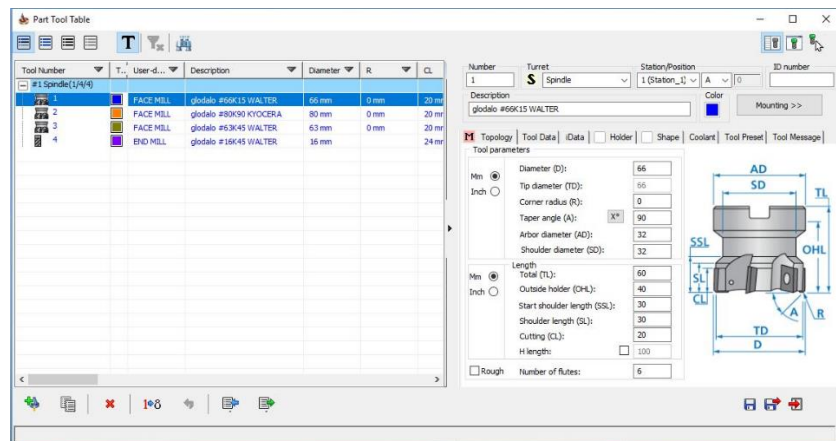 Part Tool Table
T
Tool Number T.. User-d... Description Diameter R CL
#1 Spindle(1/4/4)
1 FACE MILL glodalo #66K15 WALTER 66 mm 0 mm 20 mm
2 FACE MILL glodalo #80K90 KYOCERA 80 mm 0 mm 20 mm
3 FACE MILL glodalo #63K45 WALTER 63 mm 0 mm 20 mm
4 END MILL glodalo #16K45 WALTER 16 mm 24 mm
Number Turret Station/Position ID number
1 S Spindle 1 (Station_1) A 0
Description Color
glodalo #66K15 WALTER Mounting >>
M Topology Tool Data iData Holder Shape Coolant Tool Preset Tool Message
Tool parameters
Mm
Inch
Diameter (D): 66
Tip diameter (TD): 66
Corner radius (R): 0
Taper angle (A): X° 90
Arbor diameter (AD): 32
Shoulder diameter (SD): 32
Length
Mm
Inch
Total (TL): 60
Outside holder (OHL): 40
Start shoulder length (SSL): 30
Shoulder length (SL): 30
Cutting (CL): 20
H length: 100
Rough Number of flutes: 6
AD
SD
TL
SSL
OHL
SL
CL
A
R
TD
D
1 8